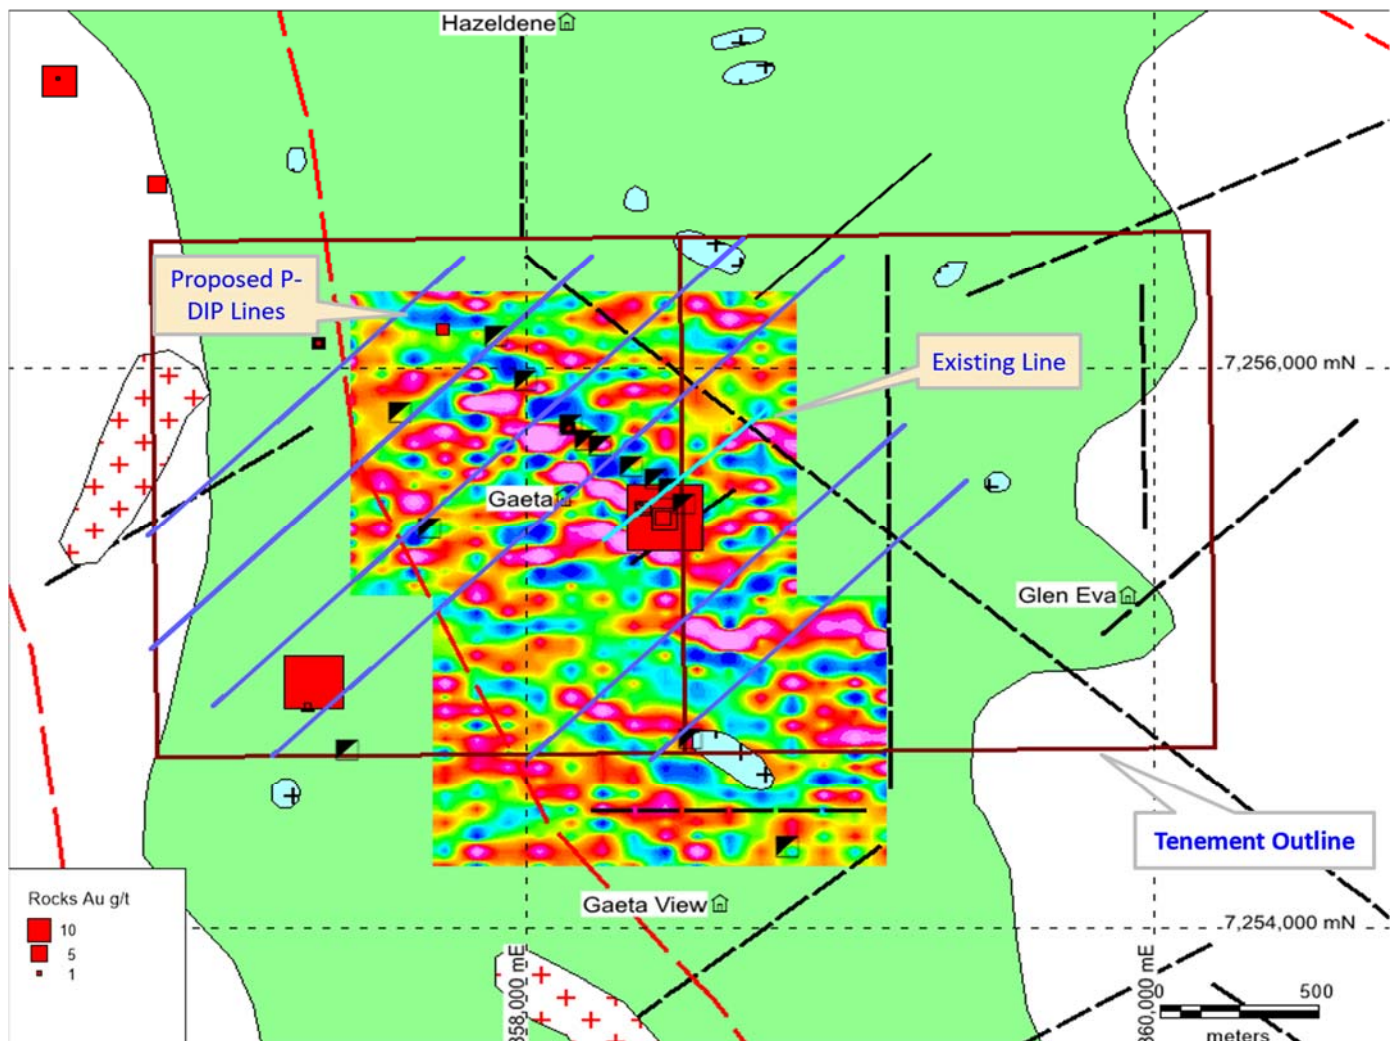 Hazeldene
Proposed P-
DIP Lines
Existing Line
7,256,000 mN
Gaeta
Glen Eva
Tenement Outline
Gaeta View
7,254,000 mN
Rocks Au g/t
10
5
1
358,000 mE
360,000 mE
0
500
meters